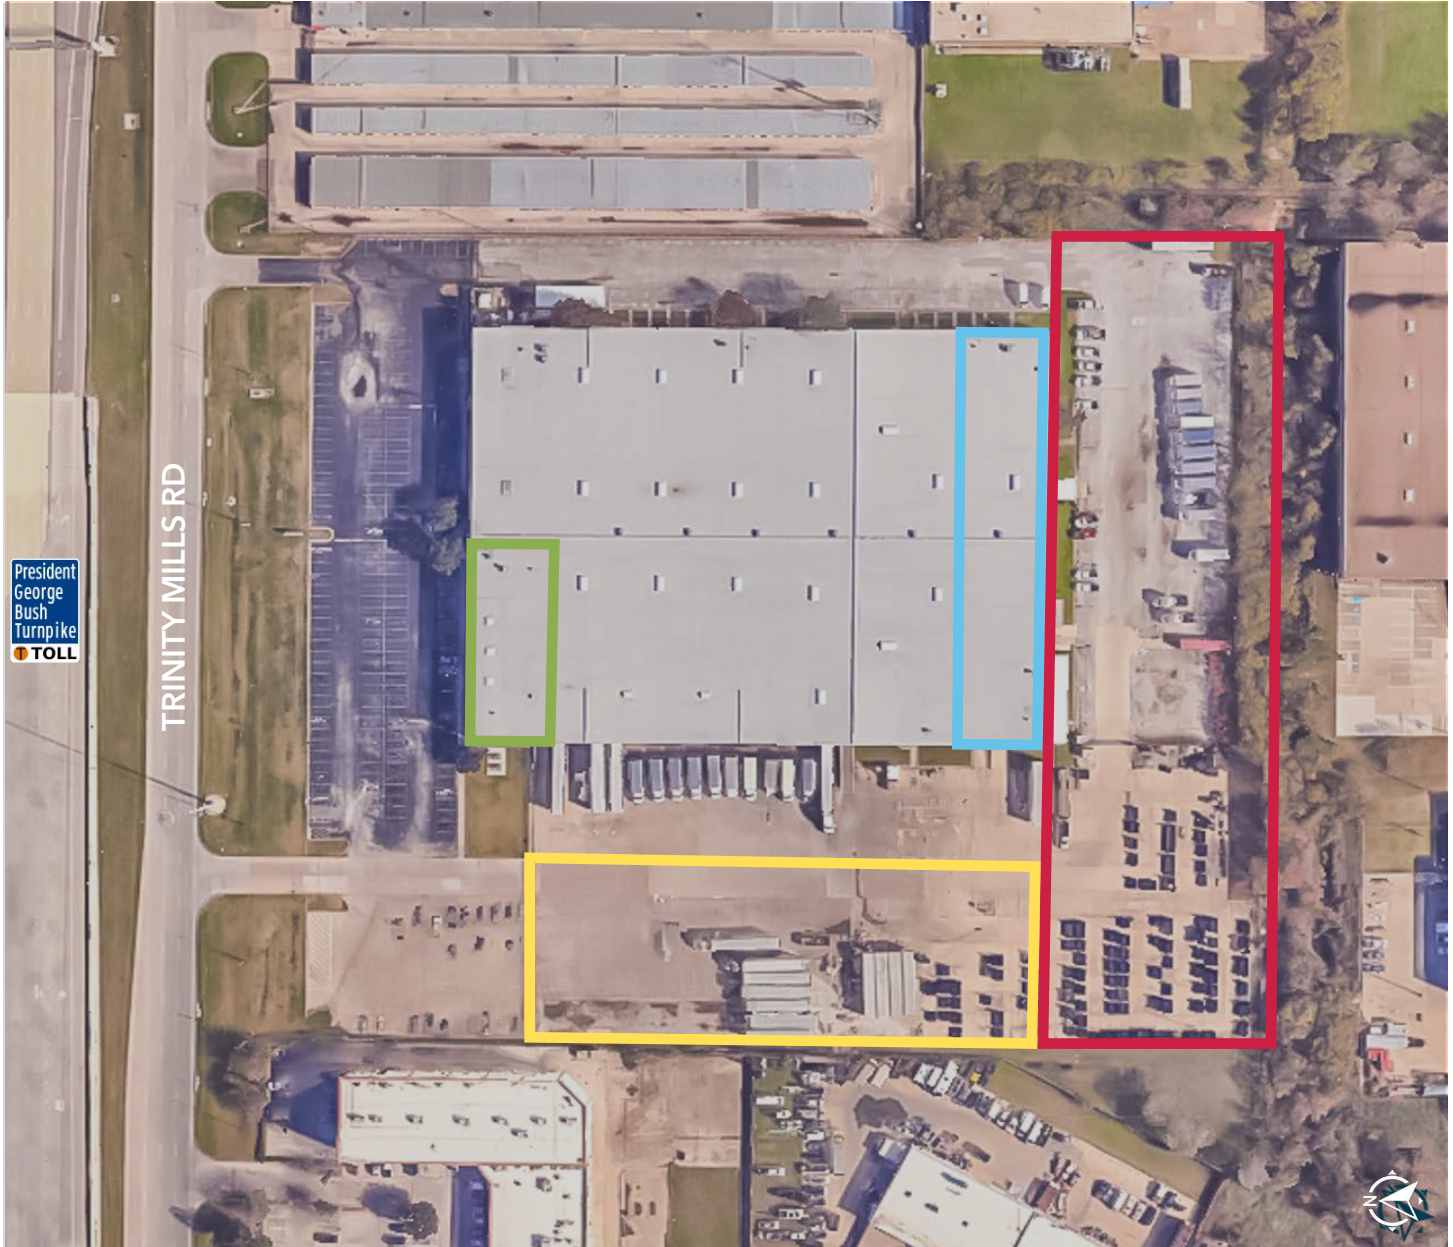 TRINITY MILLS RD
President
George
Bush
Turnpike
T TOLL
N